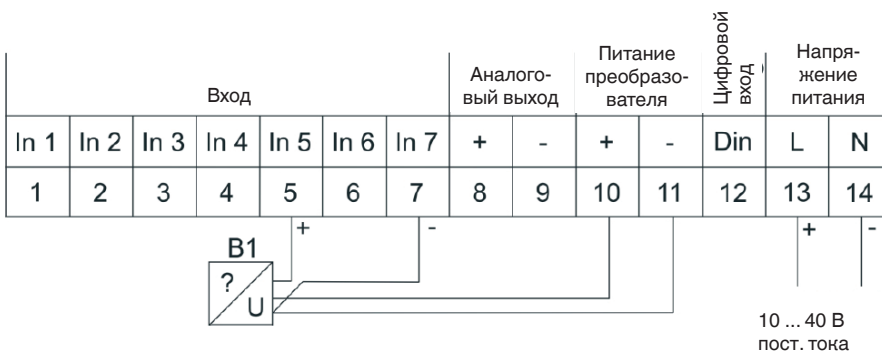 Вход
Аналого-
вый выход
Питание
преобразо-
вателя
Цифровой
вход
Напря-
жение
питания
In 1 In 2 In 3 In 4 In 5 In 6 In 7 + - + - Din L N
1 2 3 4 5 6 7 8 9 10 11 12 13 14
+ - + -
B1
?
U
10 ... 40 В
пост. тока